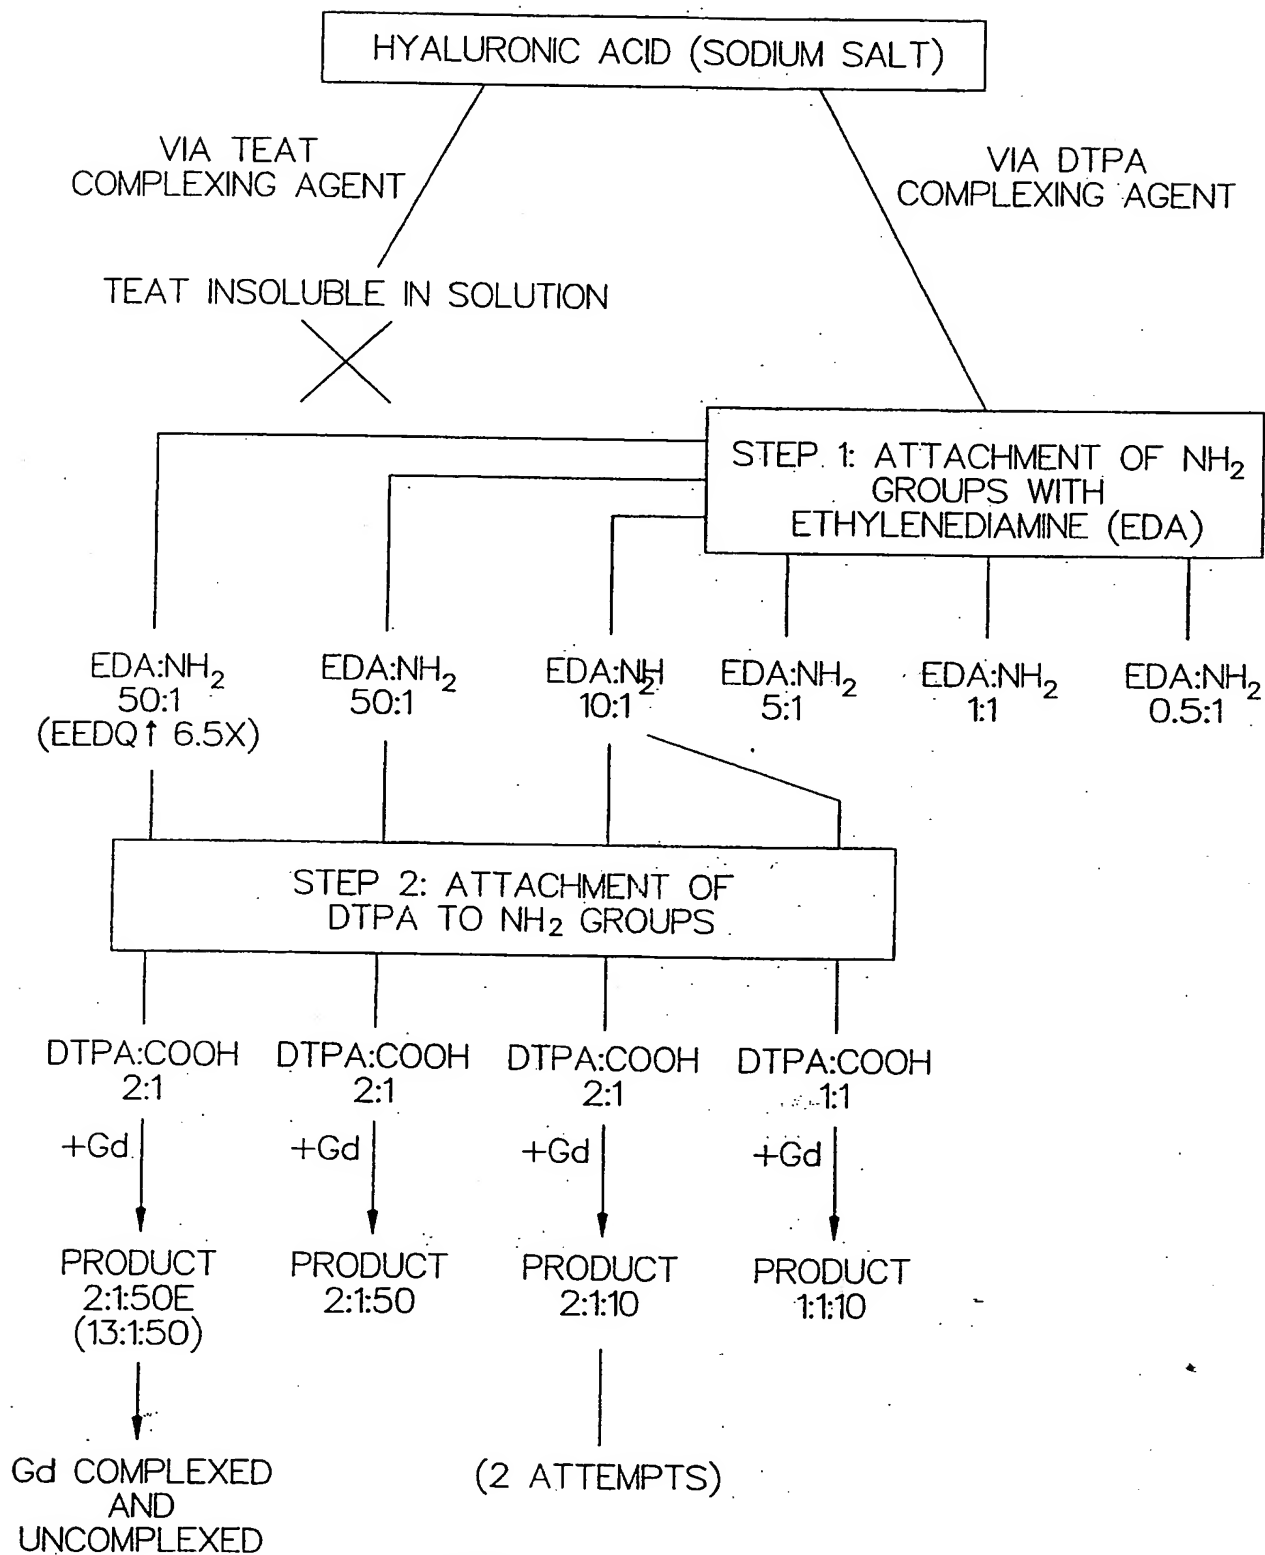 HYALURONIC ACID (SODIUM SALT)
VIA TEAT
COMPLEXING AGENT
VIA DTPA
COMPLEXING AGENT
TEAT INSOLUBLE IN SOLUTION
STEP 1: ATTACHMENT OF NH2
GROUPS WITH
ETHYLENEDIAMINE (EDA)
EDA:NH2
50:1
(EEDQ↑ 6.5X)
EDA:NH2
50:1
EDA:NH2
10:1
EDA:NH2
5:1
EDA:NH2
1:1
EDA:NH2
0.5:1
STEP 2: ATTACHMENT OF
DTPA TO NH2 GROUPS
DTPA:COOH
2:1
DTPA:COOH
2:1
DTPA:COOH
2:1
DTPA:COOH
1:1
+Gd
+Gd
+Gd
+Gd
PRODUCT
2:1:50E
(13:1:50)
PRODUCT
2:1:50
PRODUCT
2:1:10
PRODUCT
1:1:10
Gd COMPLEXED
AND
UNCOMPLEXED
(2 ATTEMPTS)